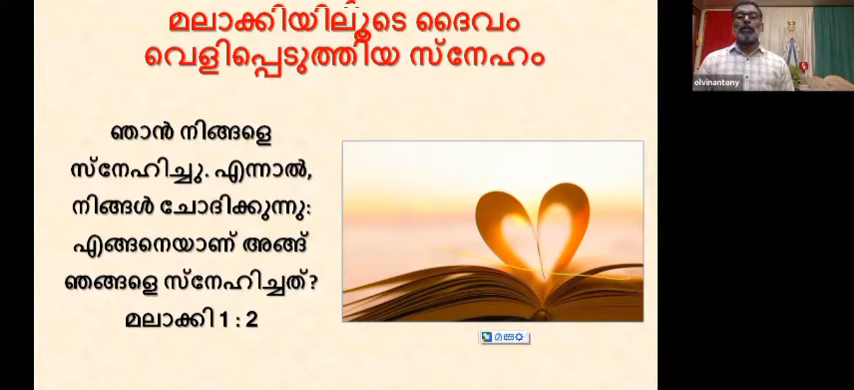 മലാക്കിയിലൂടെ ദൈവം
വെളിപ്പെടുത്തിയ സ്നേഹം
ഞാൻ നിങ്ങളെ
സ്നേഹിച്ചു. എന്നാൽ,
നിങ്ങൾ ചോദിക്കുന്നു:
എങ്ങനെയാണ് അങ്ങ്
ഞങ്ങളെ സ്നേഹിച്ചത്?
മലാക്കി 1 : 2
olvinantony